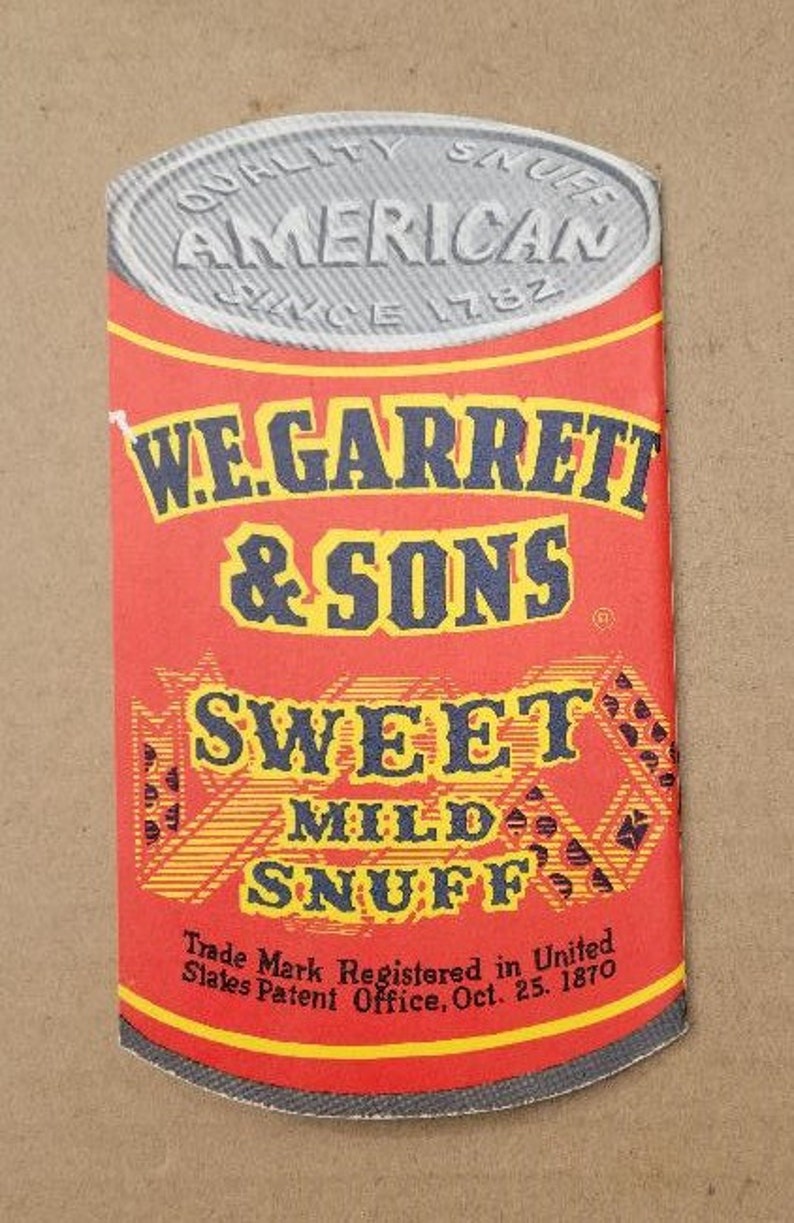 QUALITY SNUFF
AMERICAN
SINCE 1782
W.E. GARRETT
& SONS
®
SWEET
MILD
SNUFF
Trade Mark Registered in United
States Patent Office, Oct. 25. 1870